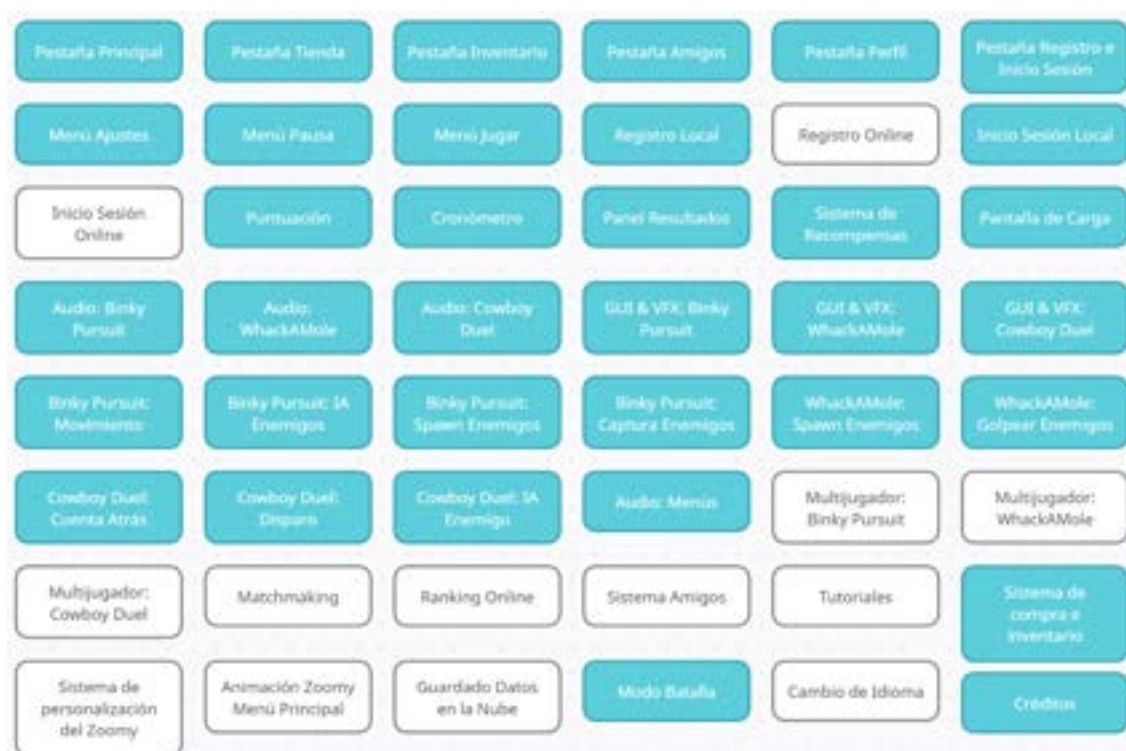 Pestaña Principal
Pestaña Tienda
Pestaña Inventario
Pestaña Amigos
Pestaña Perfil
Pestaña Registro e
Inicio Sesión
Menú Ajustes
Menú Pausa
Menú Jugar
Registro Local
Registro Online
Inicio Sesión Local
Inicio Sesión
Online
Puntuación
Cronómetro
Panel Resultados
Sistema de
Recompensas
Pantalla de Carga
Audio: Binky
Pursuit
Audio:
WhackAMole
Audio: Cowboy
Duel
GUI & VFX: Binky
Pursuit
GUI & VFX:
WhackAMole
GUI & VFX:
Cowboy Duel
Binky Pursuit:
Movimiento
Binky Pursuit: IA
Enemigos
Binky Pursuit:
Spawn Enemigos
Binky Pursuit:
Captura Enemigos
WhackAMole:
Spawn Enemigos
WhackAMole:
Golpear Enemigos
Cowboy Duel:
Cuenta Atrás
Cowboy Duel:
Disparo
Cowboy Duel: IA
Enemigo
Audio: Menus
Multijugador:
Binky Pursuit
Multijugador:
WhackAMole
Multijugador:
Cowboy Duel
Matchmaking
Ranking Online
Sistema Amigos
Tutoriales
Sistema de
compra e
inventario
Sistema de
personalización
del Zoomy
Animación Zoomy
Menú Principal
Guardado Datos
en la Nube
Modo Batalla
Cambio de Idioma
Créditos